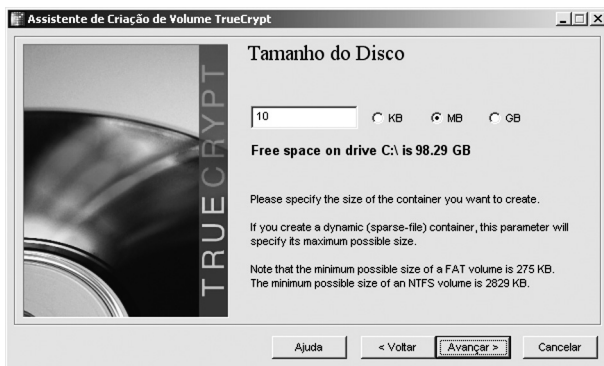 Assistente de Criação de Volume TrueCrypt
TRUECRYPT
Tamanho do Disco
10
KB
MB
GB
Free space on drive C:\ is 98.29 GB
Please specify the size of the container you want to create.
If you create a dynamic (sparse-file) container, this parameter will
specify its maximum possible size.
Note that the minimum possible size of a FAT volume is 275 KB.
The minimum possible size of an NTFS volume is 2829 KB.
Ajuda
< Voltar
Avançar >
Cancelar